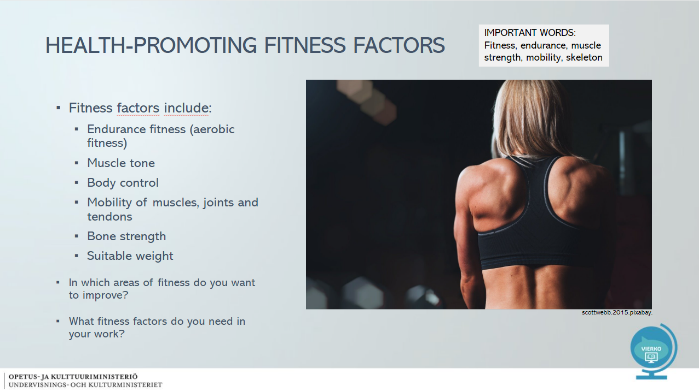 HEALTH-PROMOTING FITNESS FACTORS
IMPORTANT WORDS:
Fitness, endurance, muscle
strength, mobility, skeleton
▪ Fitness factors include:
▪ Endurance fitness (aerobic
fitness)
▪ Muscle tone
▪ Body control
▪ Mobility of muscles, joints and
tendons
▪ Bone strength
▪ Suitable weight
▪ In which areas of fitness do you want
to improve?
▪ What fitness factors do you need in
your work?
scottwebb.2015.pixabay.
VIERKO
OPETUS- JA KULTTUURIMINISTERIÖ
UNDERVISNINGS- OCH KULTURMINISTERIET